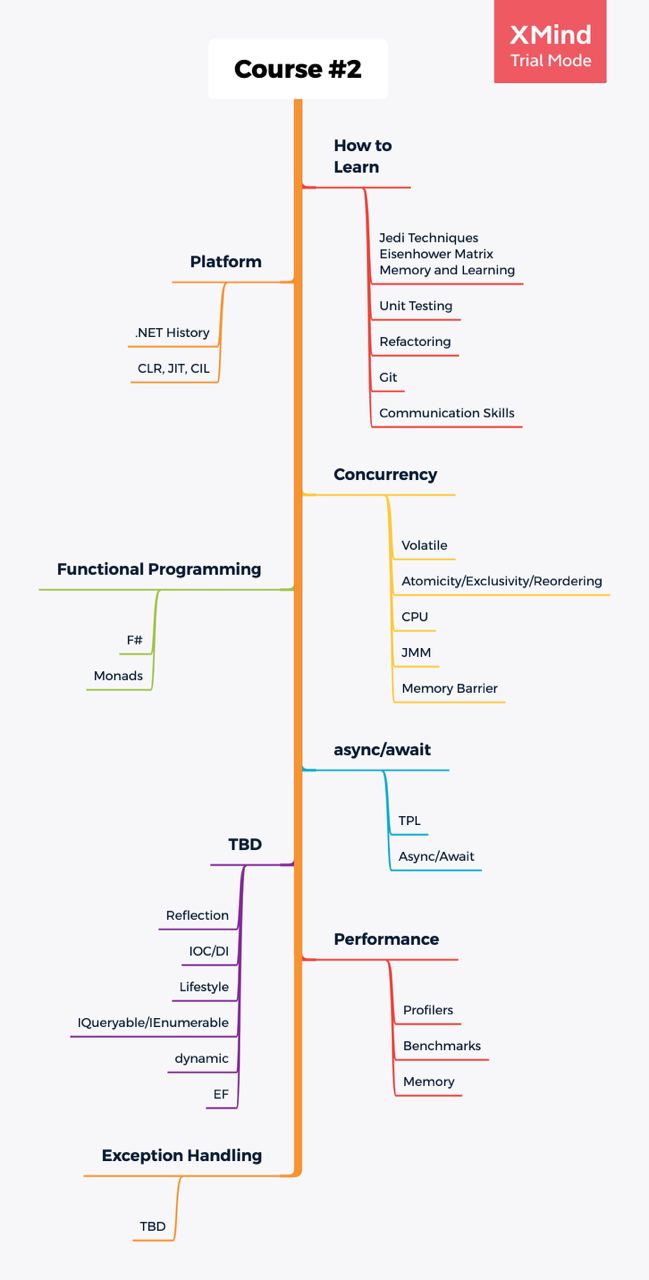 XMind
Trial Mode
Course #2
How to
Learn
Jedi Techniques
Eisenhower Matrix
Memory and Learning
Unit Testing
Refactoring
Git
Communication Skills
Platform
.NET History
CLR, JIT, CIL
Concurrency
Volatile
Atomicity/Exclusivity/Reordering
CPU
JMM
Memory Barrier
Functional Programming
F#
Monads
async/await
TPL
Async/Await
TBD
Reflection
IOC/DI
Lifestyle
IQueryable/IEnumerable
dynamic
EF
Performance
Profilers
Benchmarks
Memory
Exception Handling
TBD